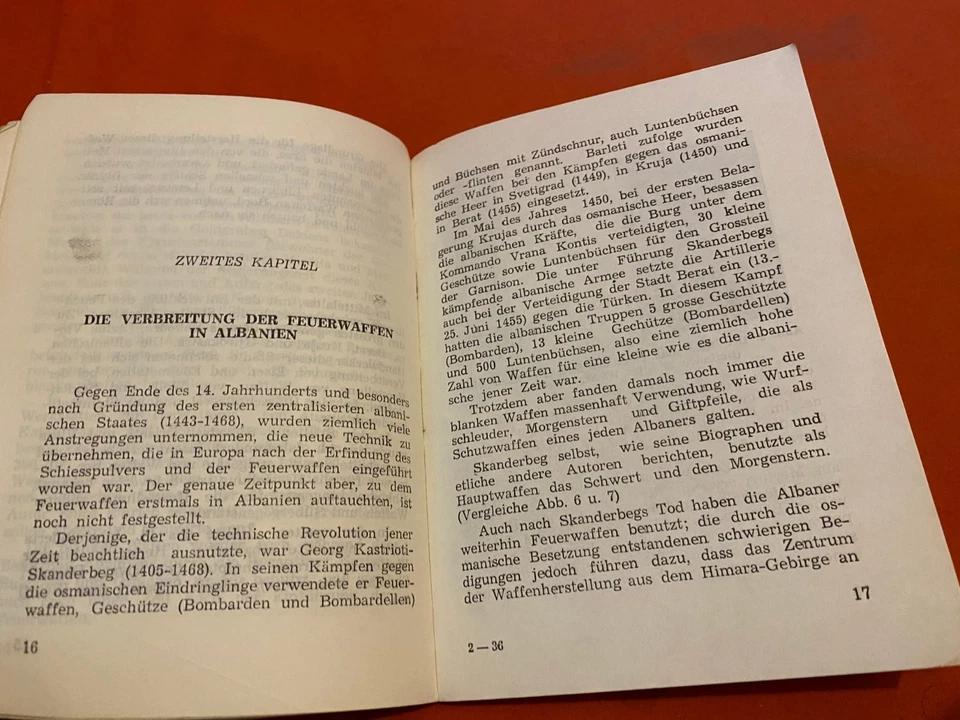 ZWEITES KAPITEL
DIE VERBREITUNG DER FEUERWAFFEN
IN ALBANIEN
Gegen Ende des 14. Jahrhunderts und besonders
nach Gründung des ersten zentralisierten albani-
schen Staates (1443-1468), wurden ziemlich viele
Anstregungen unternommen, die neue Technik zu
übernehmen, die in Europa nach der Erfindung des
Schiesspulvers und der Feuerwaffen eingeführt
worden war. Der genaue Zeitpunkt aber, zu dem
Feuerwaffen erstmals in Albanien auftauchten, ist
noch nicht festgestellt.
Derjenige, der die technische Revolution jener
Zeit beachtlich ausnutzte, war Georg Kastrioti-
Skanderbeg (1405-1468). In seinen Kämpfen gegen
die osmanischen Eindringlinge verwendete er Feuer-
waffen, Geschütze (Bombarden und Bombardellen)
16
und Büchsen mit Zündschnur, auch Luntenbüchsen
oder -flinten genannt. Barleti zufolge wurden
diese Waffen bei den Kämpfen gegen das osmani-
sche Heer in Svetigrad (1449), in Kruja (1450) und
in Berat (1455) eingesetzt.
Im Mai des Jahres 1450, bei der ersten Bela-
gerung Krujas durch das osmanische Heer, besassen
die albanischen Kräfte, die die Burg unter dem
Kommando Vrana Kontis verteidigten, 30 kleine
Geschütze sowie Luntenbüchsen für den Grossteil
der Garnison. Die unter Führung Skanderbegs
kämpfende albanische Armee setzte die Artillerie
auch bei der Verteidigung der Stadt Berat ein (13.-
25. Juni 1455) gegen die Türken. In diesem Kampf
hatten die albanischen Truppen 5 grosse Geschützte
(Bombarden), 13 kleine Gechütze (Bombardellen)
und 500 Luntenbüchsen, also eine ziemlich hohe
Zahl von Waffen für eine kleine wie es die albani-
sche jener Zeit war.
Trotzdem aber fanden damals noch immer die
blanken Waffen massenhaft Verwendung, wie Wurf-
schleuder, Morgenstern und Giftpfeile, die als
Schutzwaffen eines jeden Albaners galten.
Skanderbeg selbst, wie seine Biographen und
etliche andere Autoren berichten, benutzte als
Hauptwaffen das Schwert und den Morgenstern.
(Vergleiche Abb. 6 u. 7)
Auch nach Skanderbegs Tod haben die Albaner
weiterhin Feuerwaffen benutzt; die durch die os-
manische Besetzung entstandenen schwierigen Be-
digungen jedoch führen dazu, dass das Zentrum
der Waffenherstellung aus dem Himara-Gebirge an
2 — 36
17